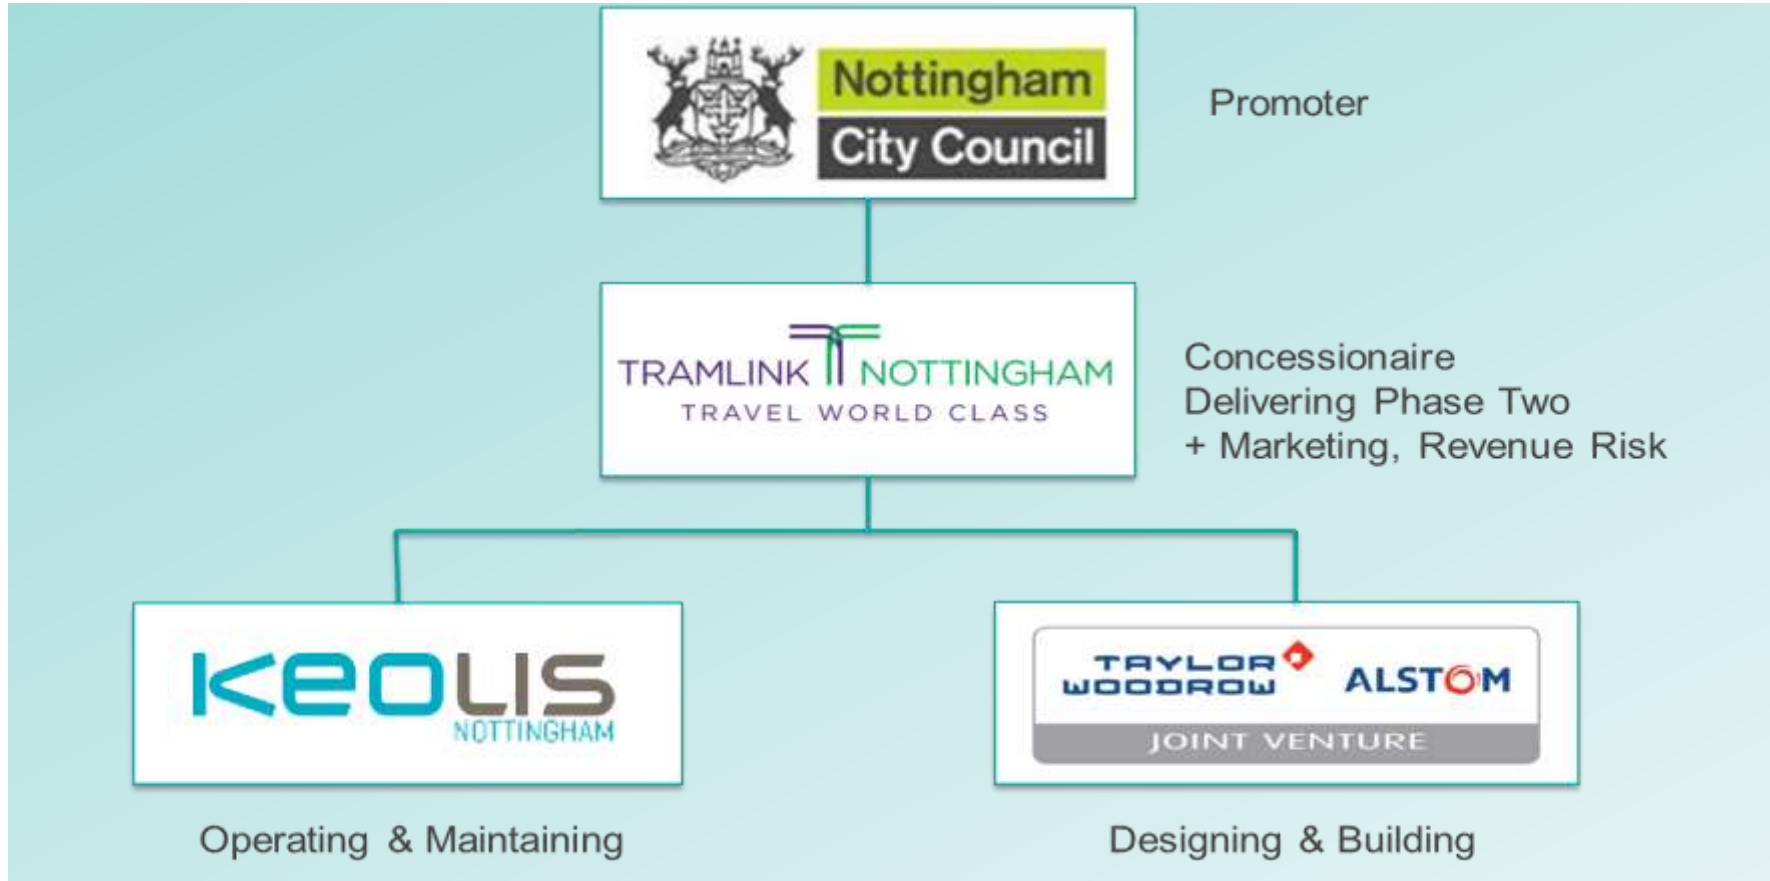 Nottingham
City Council
Promoter
TRAMLINK NOTTINGHAM
TRAVEL WORLD CLASS
Concessionaire
Delivering Phase Two
+ Marketing, Revenue Risk
Keolis
NOTTINGHAM
TAYLOR
WOODROW
ALSTOM
JOINT VENTURE
Operating & Maintaining
Designing & Building